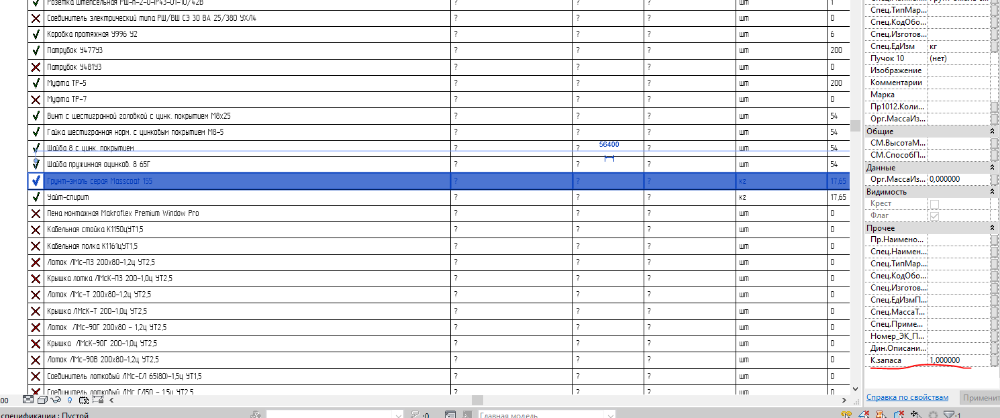 Розетка штепсельная РШ-п-2-0-IP43-01-10/42В ? ? ? шт 1
Соединитель электрический типа РШ/ВШ СЭ 30 ВА 25/380 УХЛ4 ? ? ? шт 0
Коробка протяжная У996 У2 ? ? ? шт 6
Патрубок У477У3 ? ? ? шт 200
Патрубок У481У3 ? ? ? шт 0
Муфта ТР-5 ? ? ? шт 200
Муфта ТР-7 ? ? ? шт 0
Винт с шестигранной головкой с цинк. покрытием М8х25 ? ? ? шт 54
Гайка шестигранная норм. с цинковым покрытием М8-5 ? ? ? шт 54
Шайба 8 с цинк. покрытием ? ? ? шт 54
56400
Шайба пружинная оцинков. 8 65Г ? ? ? шт 54
Грунт-эмаль серая Masscoat 155 ? ? ? кг 17,65
Уайт-спирит ? ? ? кг 17,65
Пена монтажная Makroflex Premium Window Pro ? ? ? шт 0
Кабельная стойка К1150цУТ1,5 ? ? ? шт 0
Кабельная полка К1161цУТ1,5 ? ? ? шт 0
Лоток ЛМс-П3 200х80-1,2ц УТ2,5 ? ? ? шт 0
Крышка лотка ЛМсК-П3 200-1,0ц УТ2,5 ? ? ? шт 0
Лоток ЛМс-Т 200х80-1,2ц УТ2,5 ? ? ? шт 0
Крышка ЛМсК-Т 200-1,0ц УТ2,5 ? ? ? шт 0
Лоток ЛМс-90Г 200х80 - 1,2ц УТ2,5 ? ? ? шт 0
Крышка ЛМсК-90Г 200-1,0ц УТ2,5 ? ? ? шт 0
Лоток ЛМс-90В 200х80-1,2ц УТ2,5 ? ? ? шт 0
Соединитель лотковый ЛМс-СЛ 65(80)-1,5ц УТ1,5 ? ? ? шт 0
Соединитель лотковый ЛМс СЛ50 - 1,5ц УТ2,5 ? ? ? шт 0
Спец.ТипМар...
Спец.КодОбо...
Спец.Изготов...
Спец.ЕдИзм кг
Пучок 10 (нет)
Изображение
Комментарии
Марка
Пр1012.Коли...
Орг.МассаИз...
Общие
СМ.ВысотаМ...
СМ.СпособП...
Данные
Орг.МассаИз... 0,000000
Видимость
Крест
Флаг
Прочее
Пр.Наимено...
Спец.Наимен...
Спец.ТипМар...
Спец.КодОбо...
Спец.Изготов...
Спец.ЕдИзмП...
Спец.МассаТ...
Спец.Приме...
Номер_ЭК_П...
Дин.Описани...
К.запаса 1,000000
Справка по свойствам Применит
:00
спецификации : Пустой :0 Главная модель :1